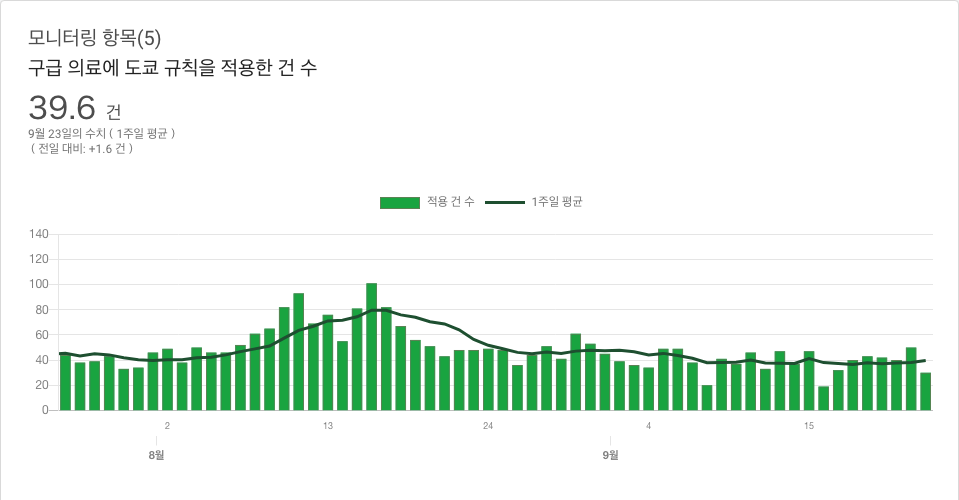 모니터링 항목(5)
구급 의료에 도쿄 규칙을 적용한 건 수
39.6 건
9월 23일의 수치 ( 1주일 평균 )
( 전일 대비: +1.6 건 )
적용 건 수 1주일 평균
140
120
100
80
60
40
20
0
2 13 24 4 15
8월 9월